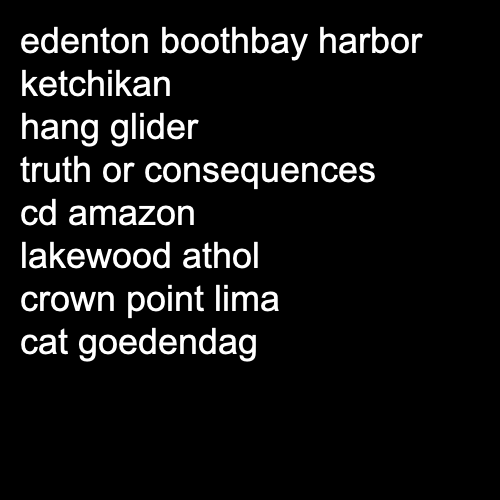 edenton boothbay harbor
ketchikan
hang glider
truth or consequences
cd amazon
lakewood athol
crown point lima
cat goedendag